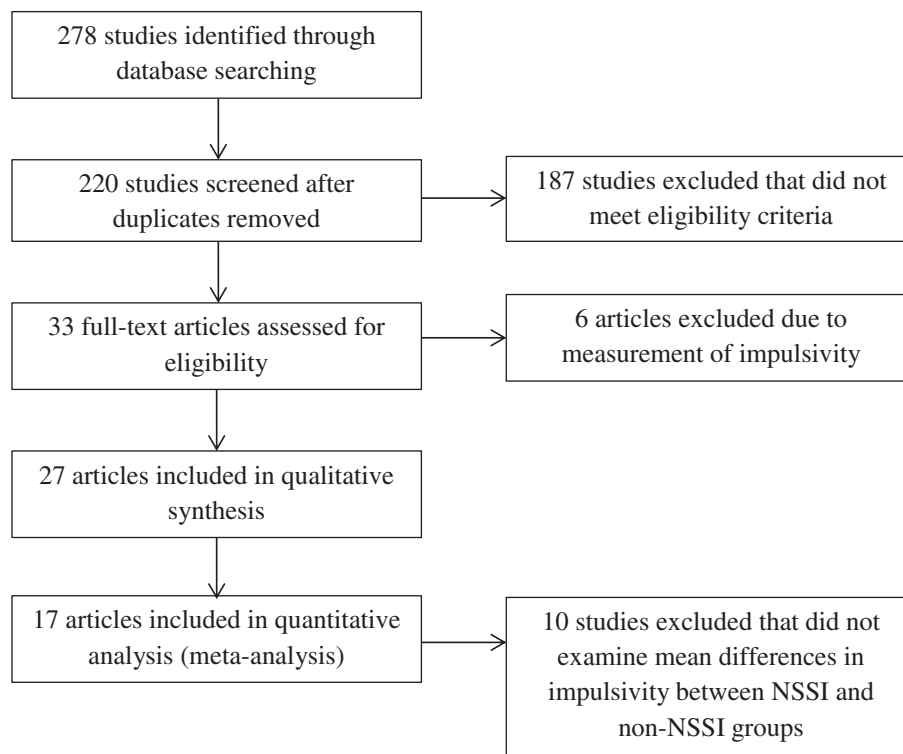 278 studies identified through
database searching
220 studies screened after
duplicates removed
187 studies excluded that did not
meet eligibility criteria
33 full-text articles assessed for
eligibility
6 articles excluded due to
measurement of impulsivity
27 articles included in qualitative
synthesis
17 articles included in quantitative
analysis (meta-analysis)
10 studies excluded that did not
examine mean differences in
impulsivity between NSSI and
non-NSSI groups